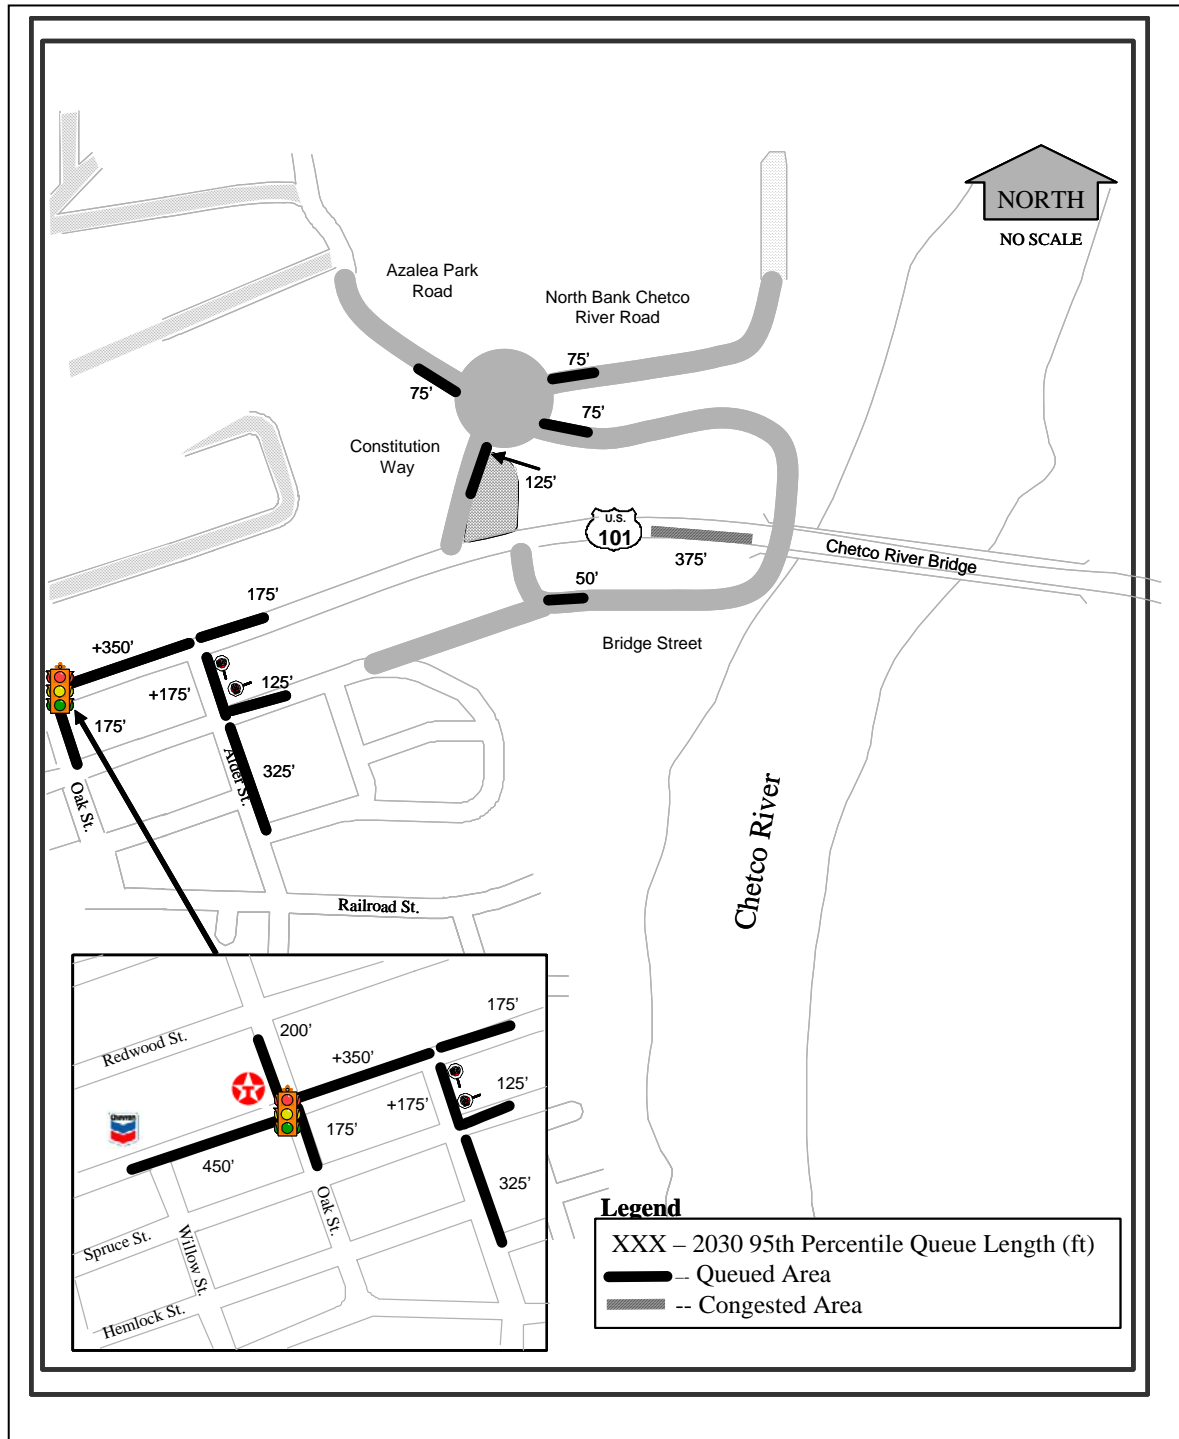 NORTH
NO SCALE
Azalea Park
Road
North Bank Chetco
River Road
75’
75’
75’
Constitution
Way
125’
U.S.
101
375’
Chetco River Bridge
50’
175’
+350’
Bridge Street
+175’
125’
175’
325’
Alder St.
Oak St.
Chetco River
Railroad St.
175’
200’
+350’
Redwood St.
125’
+175’
Chevron
175’
450’
325’
Oak St.
Willow St.
Spruce St.
Hemlock St.
Legend
XXX – 2030 95th Percentile Queue Length (ft)
-- Queued Area
-- Congested Area